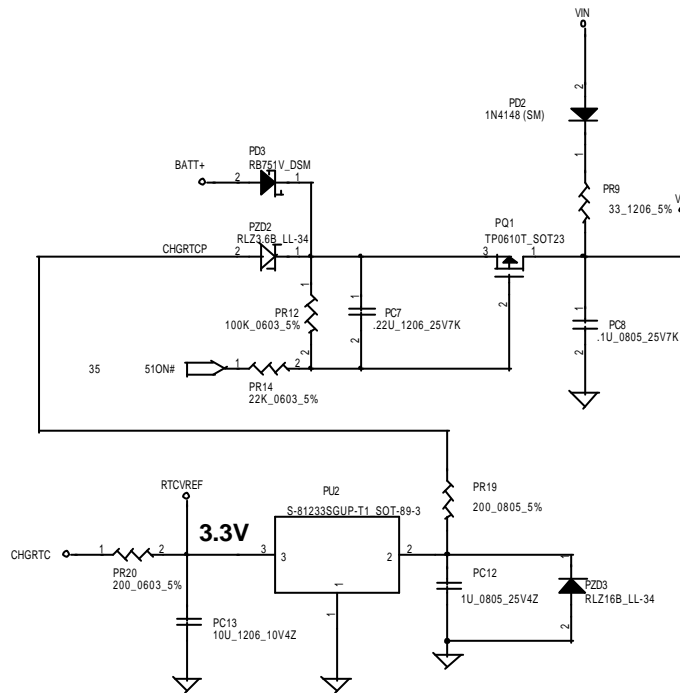 VIN
2
PD2
1N4148 (SM)
1
PD3
RB751V_DSM
BATT+
2
1
PR9
33_1206_5%
V
PZD2
RLZ3.6B_LL-34
CHGRTCP
2
1
PQ1
TP0610T_SOT23
3
1
2
1
PR12
100K_0603_5%
2
1
PC7
.22U_1206_25V7K
2
1
PC8
.1U_0805_25V7K
2
35
51ON#
1
2
PR14
22K_0603_5%
RTCVREF
PU2
S-81233SGUP-T1_SOT-89-3
PR19
200_0805_5%
3.3V
CHGRTC
1
2
PR20
200_0603_5%
3
3
2
2
1
1
PC12
1U_0805_25V4Z
1
PZD3
RLZ16B_LL-34
2
PC13
10U_1206_10V4Z